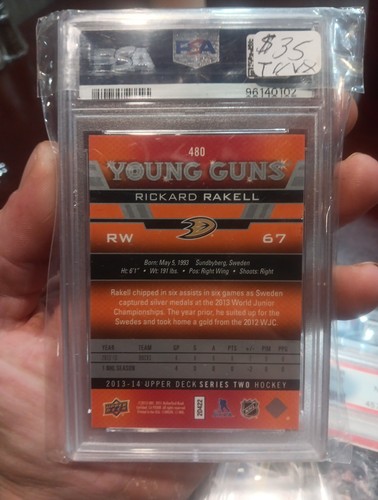 PSA
$35
96140102
480
YOUNG GUNS
RICKARD RAKELL
RW 67
Born: May 5, 1993 Sundbyberg, Sweden
Ht: 6'1" • Wt: 191 lbs. • Pos: Right Wing • Shoots: Right
Rakell chipped in six assists in six games as Sweden
captured silver medals at the 2013 World Junior
Championships. The year prior, he suited up for the
Swedes and took home a gold from the 2012 WJC.
YEAR TEAM GP G A PTS +/- PIM PPG
1 NHL SEASON
2013-14 UPPER DECK SERIES TWO HOCKEY
20422
NHL